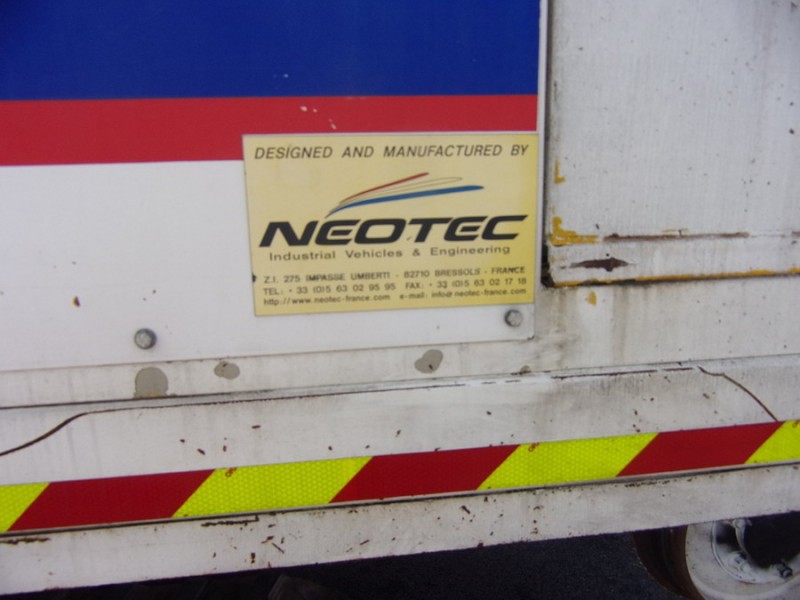 DESIGNED AND MANUFACTURED BY
NEOTEC
Industrial Vehicles & Engineering
Z.I. 275 IMPASSE UMBERTI - 82710 BRESSOLS - FRANCE
TEL: + 33 (0)5 63 02 95 95 FAX: + 33 (0)5 63 02 17 18
http://www.neotec-france.com e-mail: info@neotec-france.com